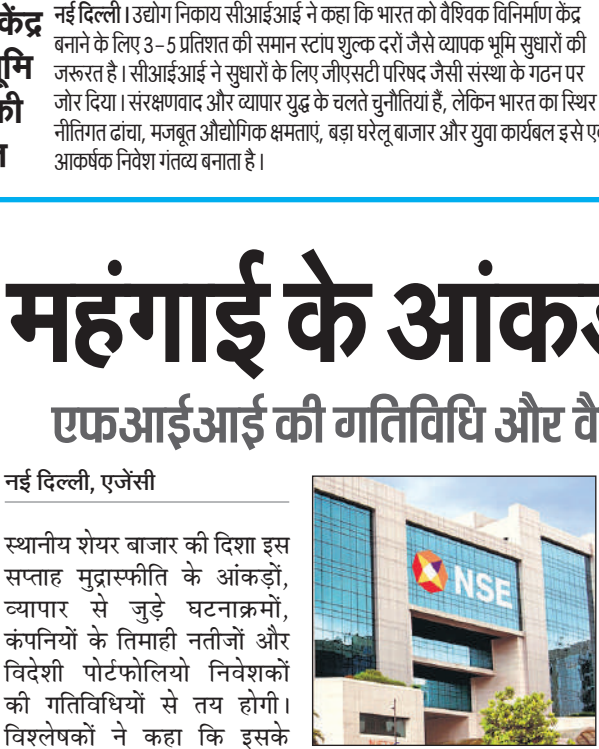 केंद्र
की
नई दिल्ली। उद्योग निकाय सीआईआई ने कहा कि भारत को वैश्विक विनिर्माण केंद्र
बनाने के लिए 3-5 प्रतिशत की समान स्टांप शुल्क दरों जैसे व्यापक भूमि सुधारों की
जरूरत है। सीआईआई ने सुधारों के लिए जीएसटी परिषद जैसी संस्था के गठन पर
जोर दिया। संरक्षणवाद और व्यापार युद्ध के चलते चुनौतियां हैं, लेकिन भारत का स्थिर
नीतिगत ढांचा, मजबूत औद्योगिक क्षमताएं, बड़ा घरेलू बाजार और युवा कार्यबल इसे
आकर्षक निवेश गंतव्य बनाता है।
महंगाई के
एफआईआई की गतिविधि और
नई दिल्ली, एजेंसी
स्थानीय शेयर बाजार की दिशा इस
सप्ताह मुद्रास्फीति के आंकड़ों,
व्यापार से जुड़े घटनाक्रमों,
कंपनियों के तिमाही नतीजों और
विदेशी पोर्टफोलियो निवेशकों
की गतिविधियों से तय होगी।
विश्लेषकों ने कहा कि इसके
NSE